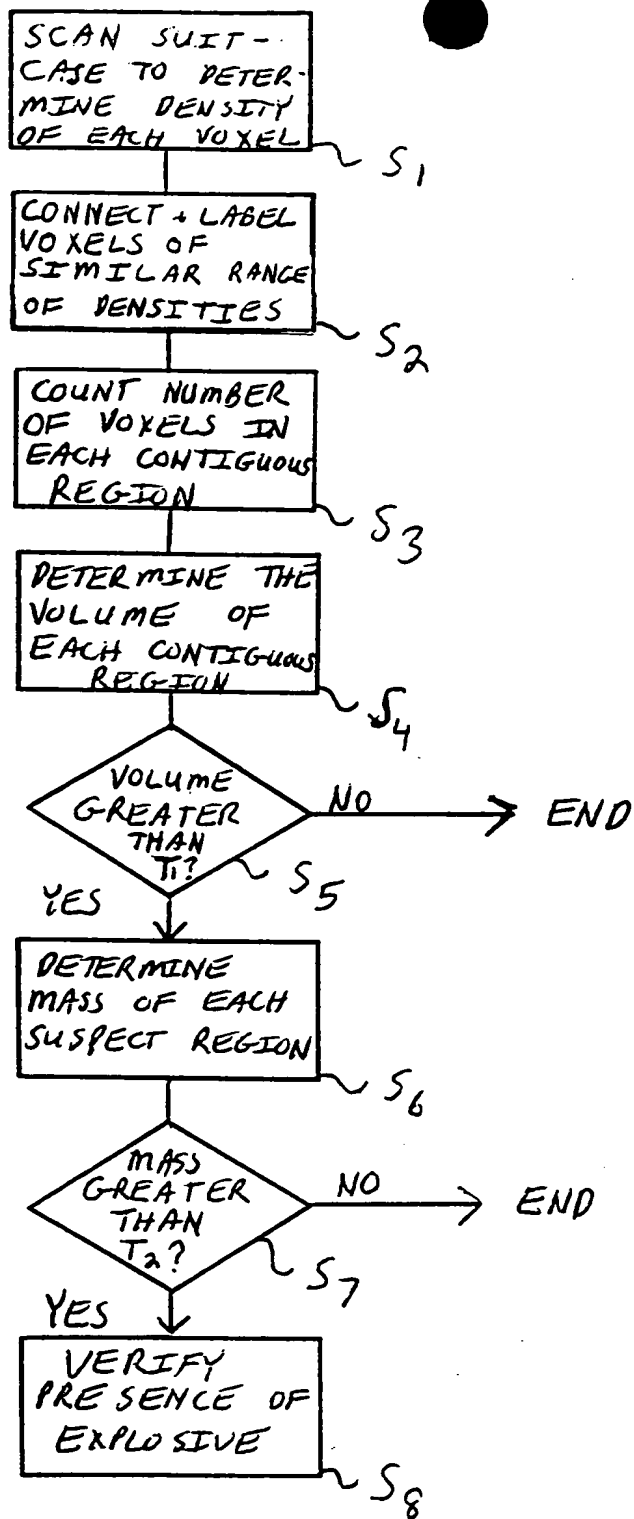 SCAN SUIT-
CASE TO DETER-
MINE DENSITY
OF EACH VOXEL
S1
CONNECT + LABEL
VOXELS OF
SIMILAR RANGE
OF DENSITIES
S2
COUNT NUMBER
OF VOXELS IN
EACH CONTIGUOUS
REGION
S3
DETERMINE THE
VOLUME OF
EACH CONTIGUOUS
REGION
S4
VOLUME
GREATER
THAN
T1?
NO
END
S5
YES
DETERMINE
MASS OF EACH
SUSPECT REGION
S6
MASS
GREATER
THAN
T2?
NO
END
S7
YES
VERIFY
PRESENCE OF
EXPLOSIVE
S8